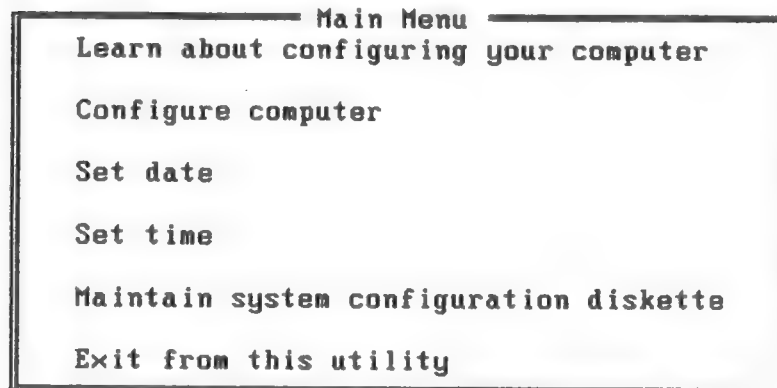 Main Menu
Learn about configuring your computer
Configure computer
Set date
Set time
Maintain system configuration diskette
Exit from this utility